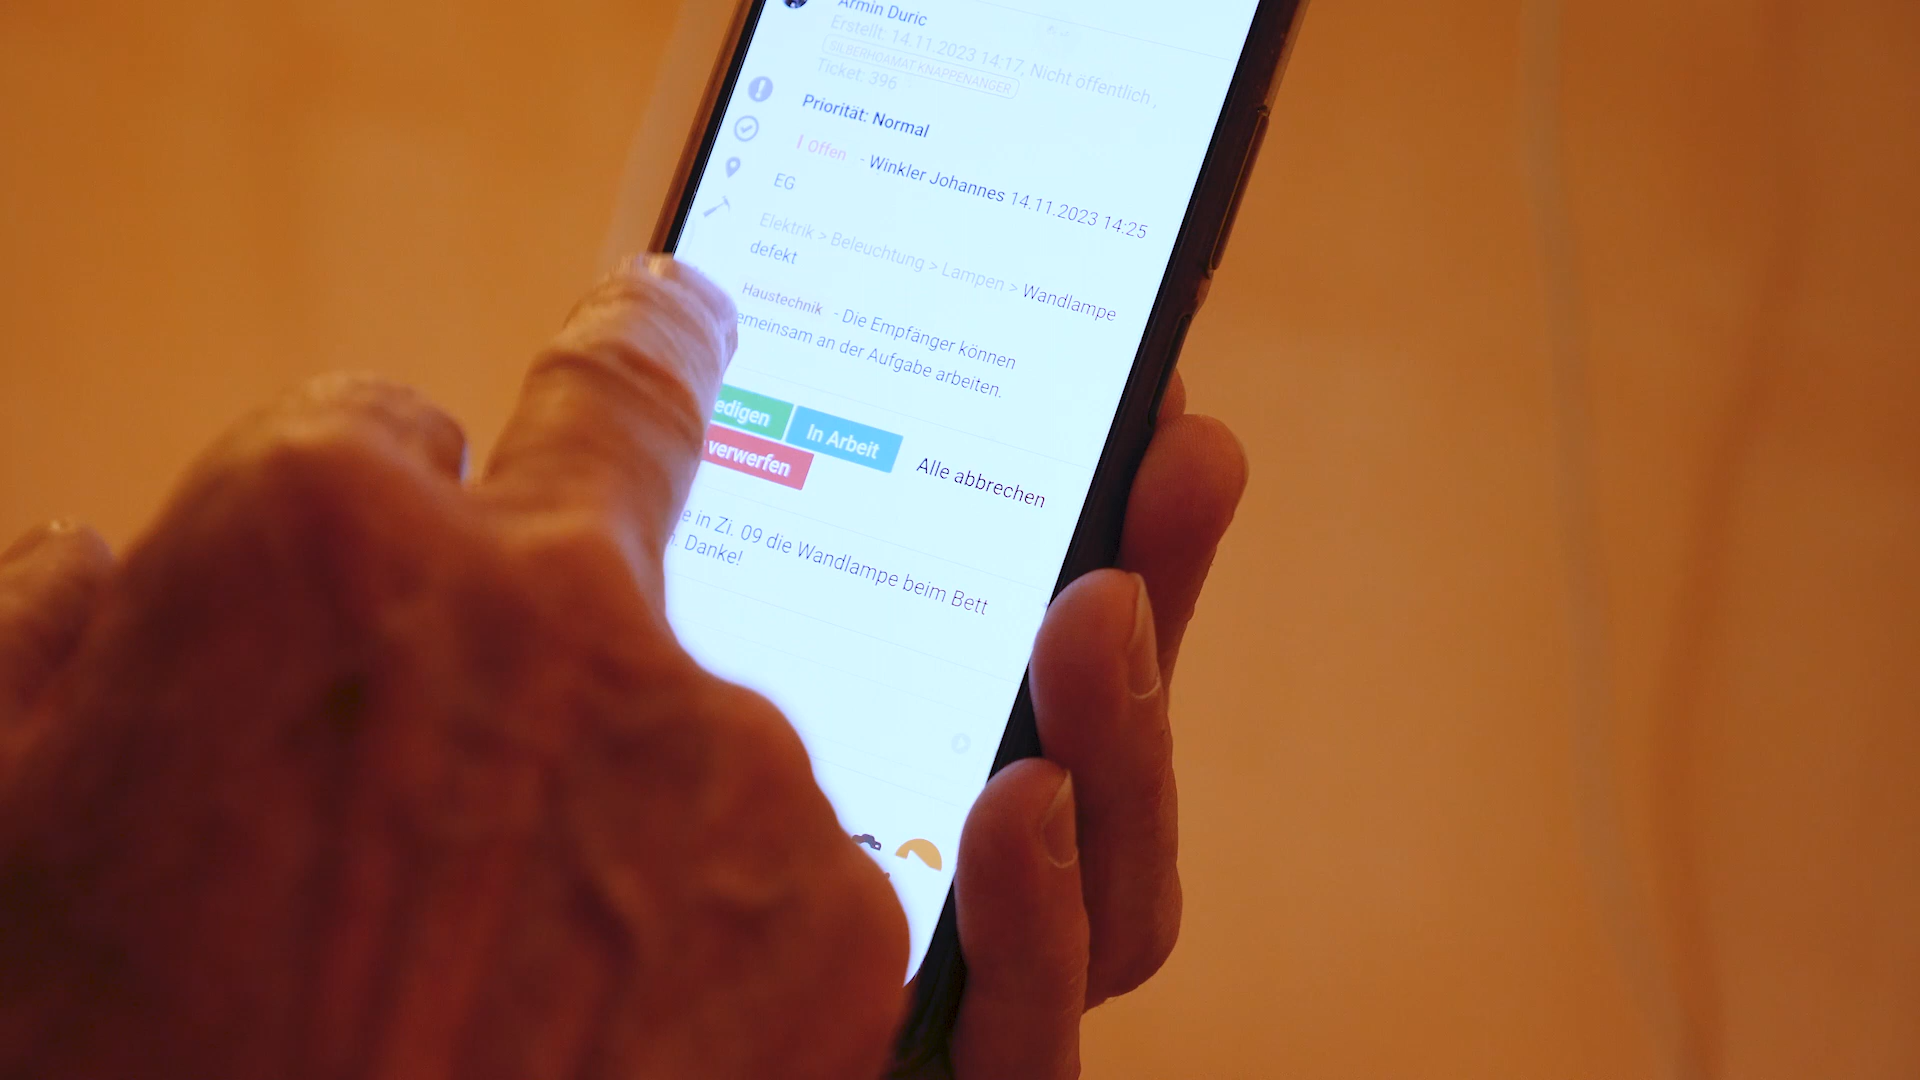 Armin Duric
Erstellt: 14.11.2023 14:17, Nicht öffentlich ,
SILBERHOAMAT KNAPPENANGER
Ticket: 396
Priorität: Normal
Offen - Winkler Johannes 14.11.2023 14:25
EG
Elektrik > Beleuchtung > Lampen > Wandlampe
defekt
Haustechnik - Die Empfänger können
emeinsam an der Aufgabe arbeiten.
edigen In Arbeit
verwerfen Alle abbrechen
e in Zi. 09 die Wandlampe beim Bett
. Danke!